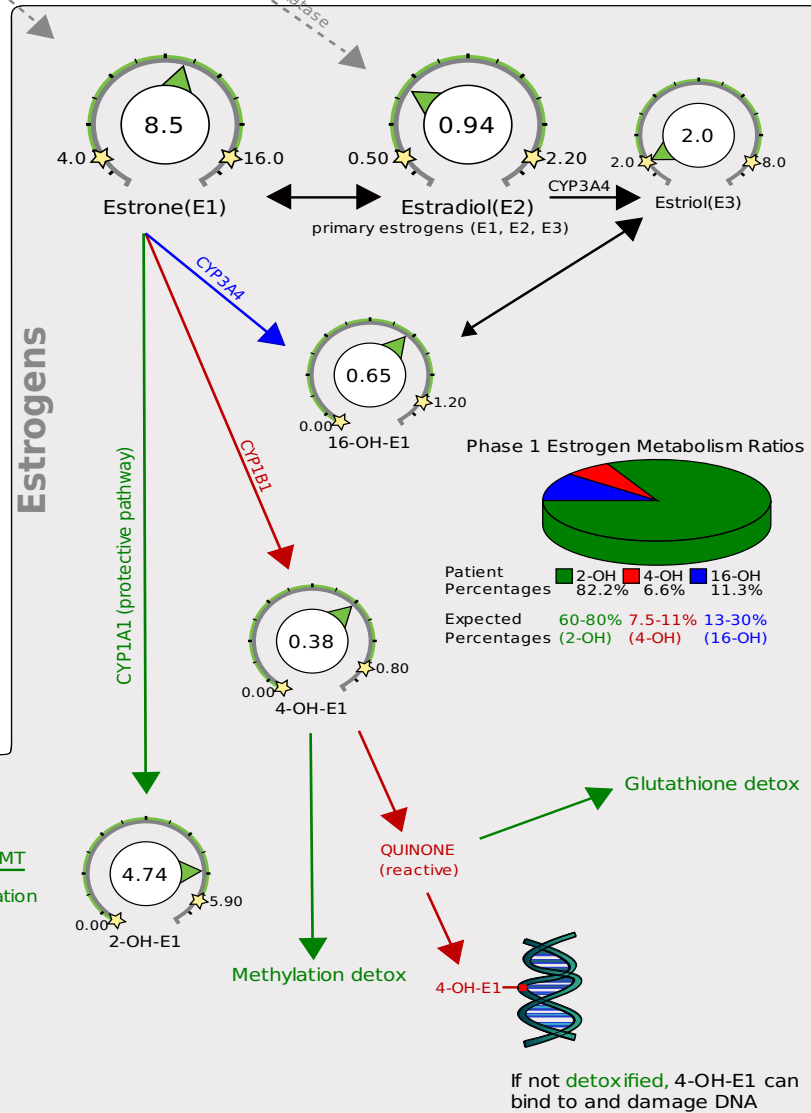 atase
8.5
4.0
16.0
Estrone(E1)
0.94
0.50
2.20
Estradiol(E2)
CYP3A4
2.0
2.0
8.0
Estriol(E3)
primary estrogens (E1, E2, E3)
Estrogens
CYP3A4
0.65
0.00
1.20
16-OH-E1
CYP1B1
CYP1A1 (protective pathway)
Phase 1 Estrogen Metabolism Ratios
Patient Percentages
2-OH 82.2%
4-OH 6.6%
16-OH 11.3%
Expected Percentages
60-80% (2-OH)
7.5-11% (4-OH)
13-30% (16-OH)
0.38
0.00
0.80
4-OH-E1
Glutathione detox
QUINONE
(reactive)
MT
ation
4.74
0.00
5.90
2-OH-E1
Methylation detox
4-OH-E1
If not detoxified, 4-OH-E1 can
bind to and damage DNA